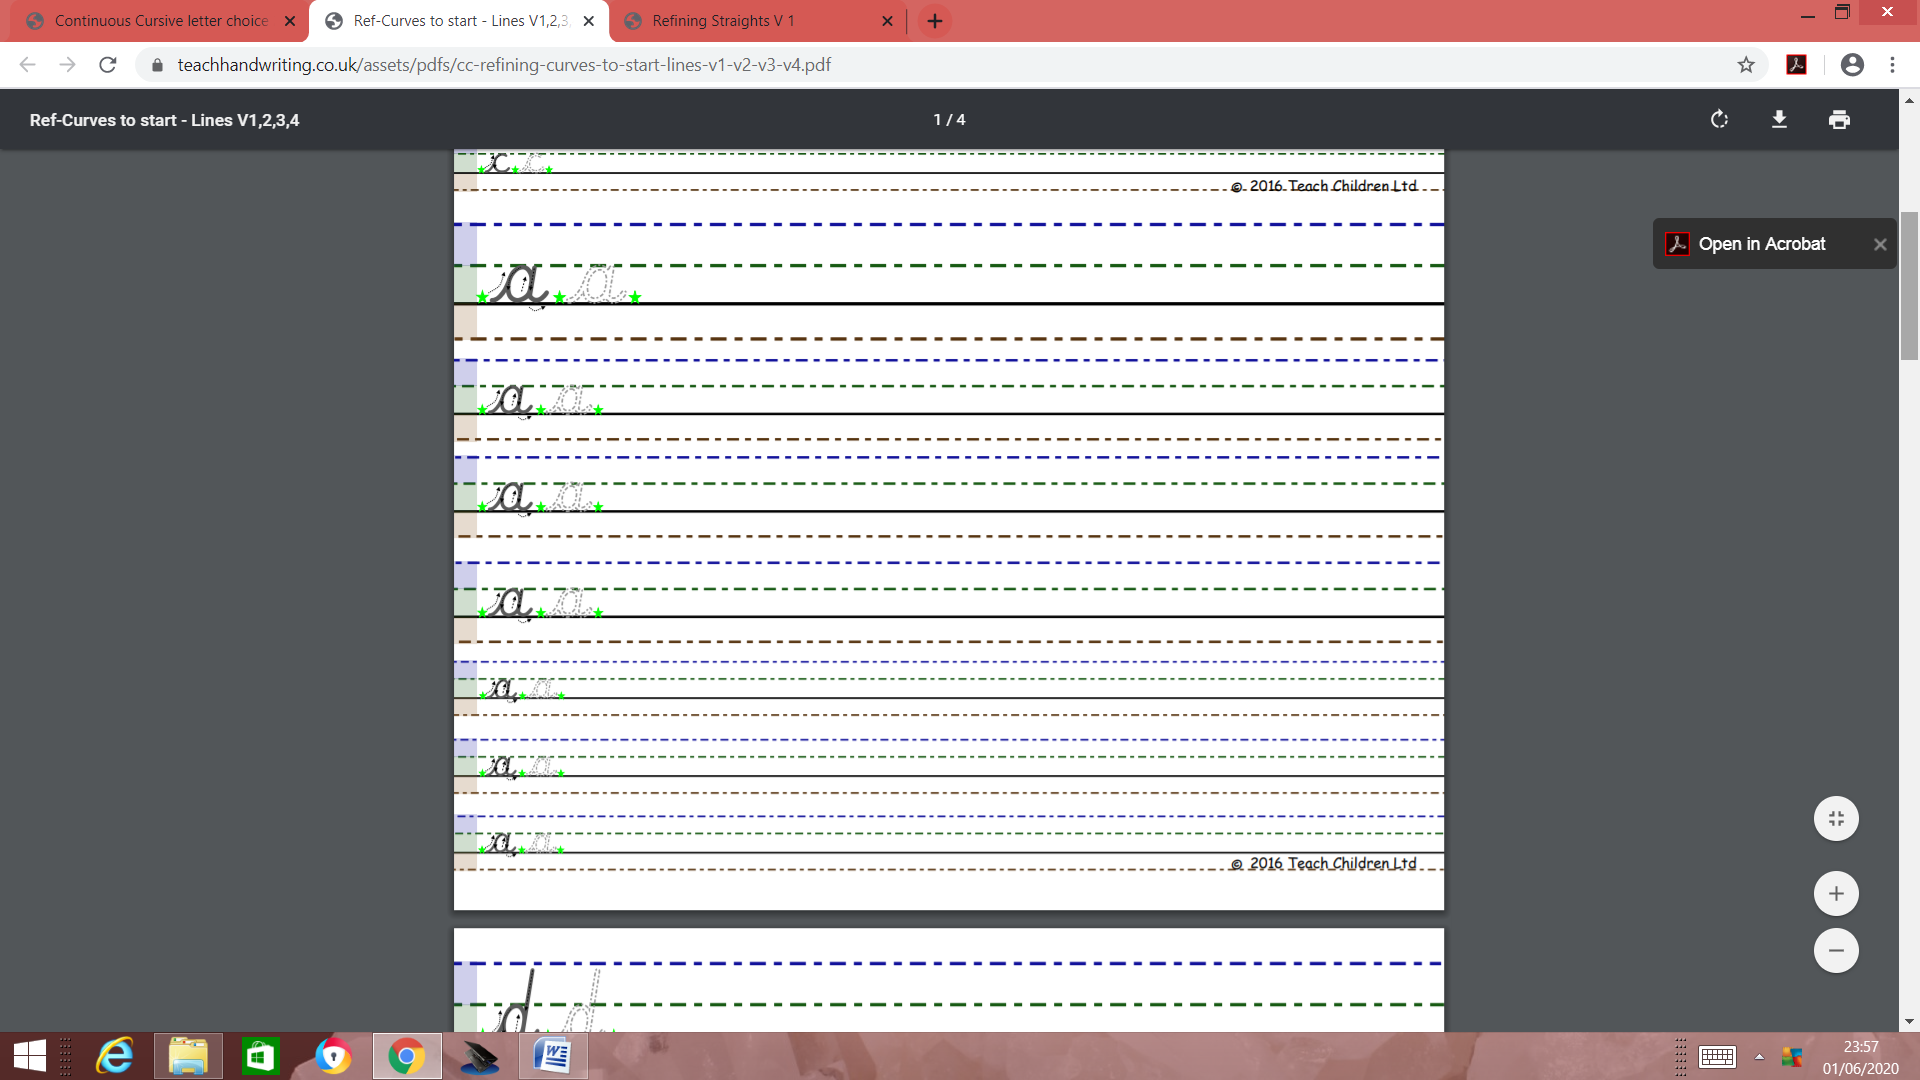 Continuous Cursive letter choice
Ref-Curves to start - Lines V1,2,3,
Refining Straights V 1
teachhandwriting.co.uk/assets/pdfs/cc-refining-curves-to-start-lines-v1-v2-v3-v4.pdf
Ref-Curves to start - Lines V1,2,3,4
1 / 4
c c
© 2016 Teach Children Ltd
Open in Acrobat
a a
a a
a a
a a
a a
a a
a a
© 2016 Teach Children Ltd
d d
23:57
01/06/2020